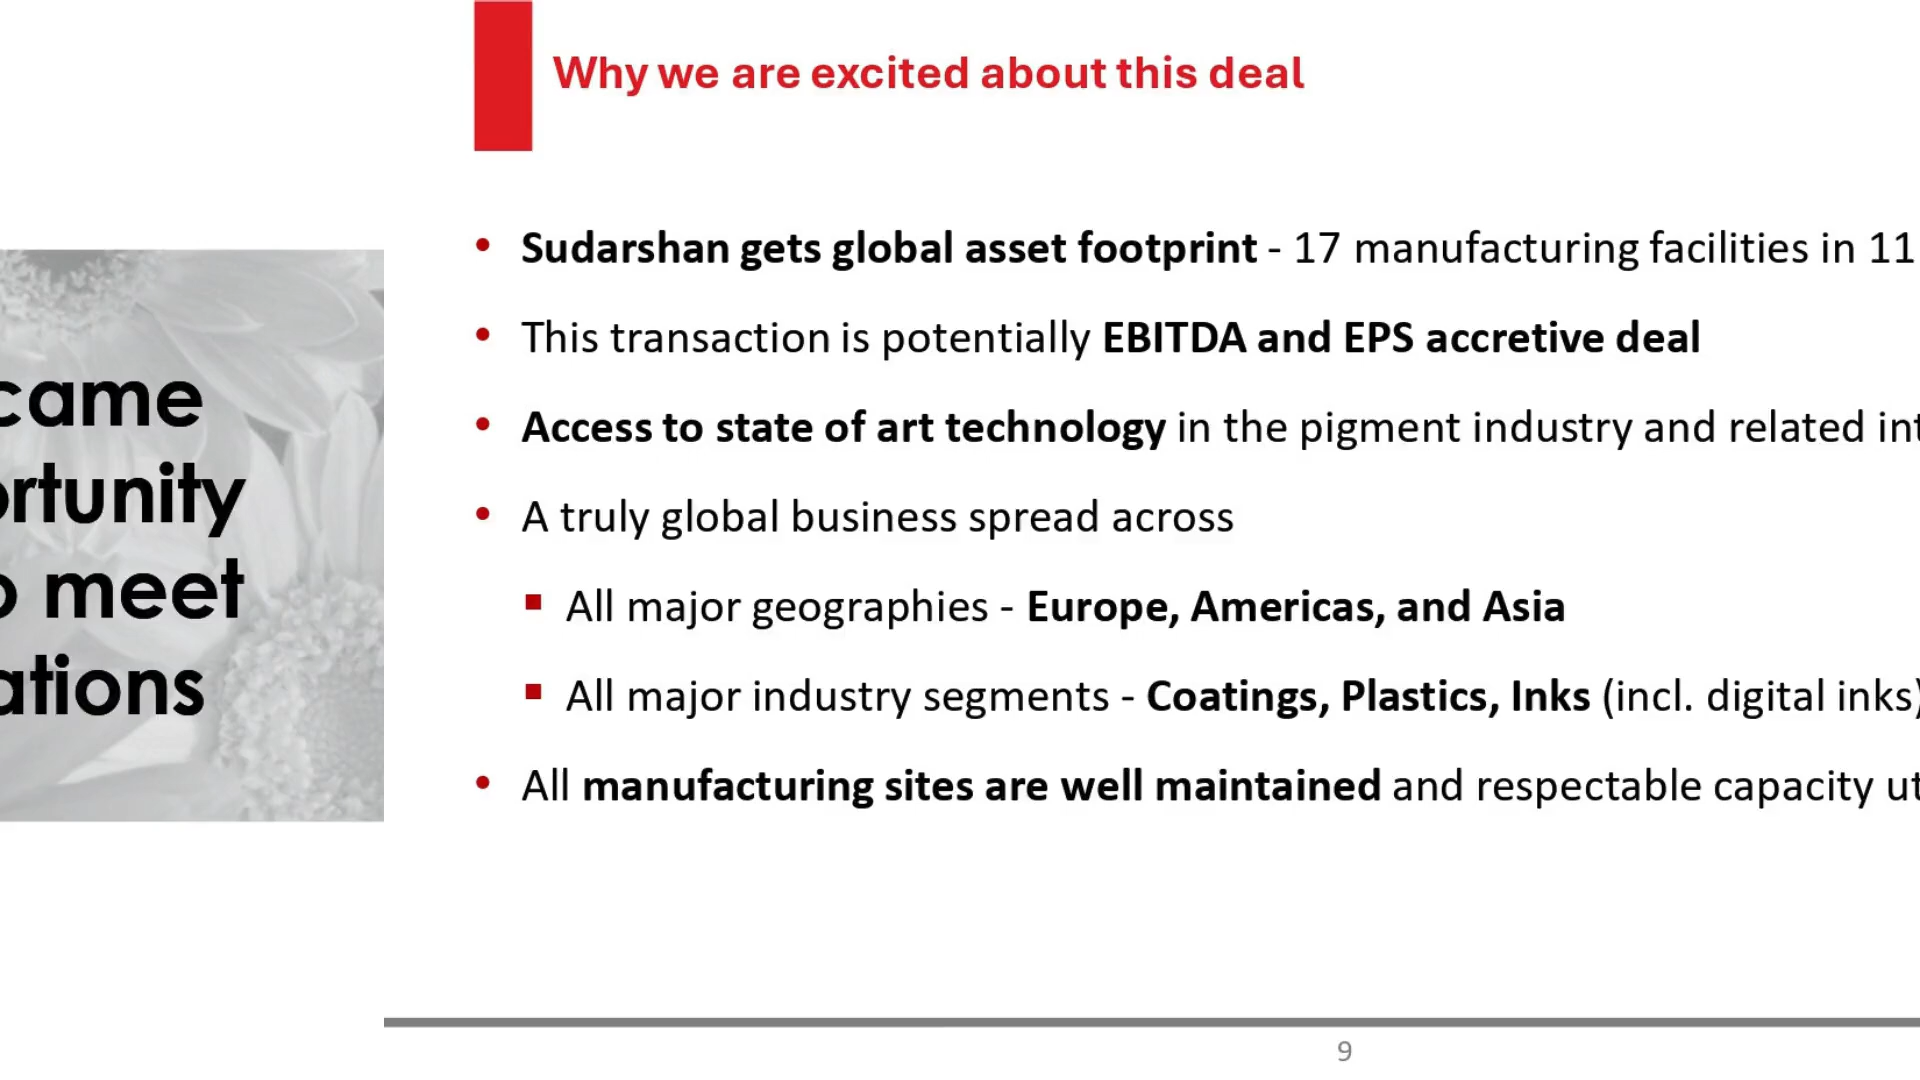 came
ortunity
o meet
ations
Why we are excited about this deal
• Sudarshan gets global asset footprint - 17 manufacturing facilities in 11
• This transaction is potentially EBITDA and EPS accretive deal
• Access to state of art technology in the pigment industry and related int
• A truly global business spread across
▪ All major geographies - Europe, Americas, and Asia
▪ All major industry segments - Coatings, Plastics, Inks (incl. digital inks)
• All manufacturing sites are well maintained and respectable capacity ut
9